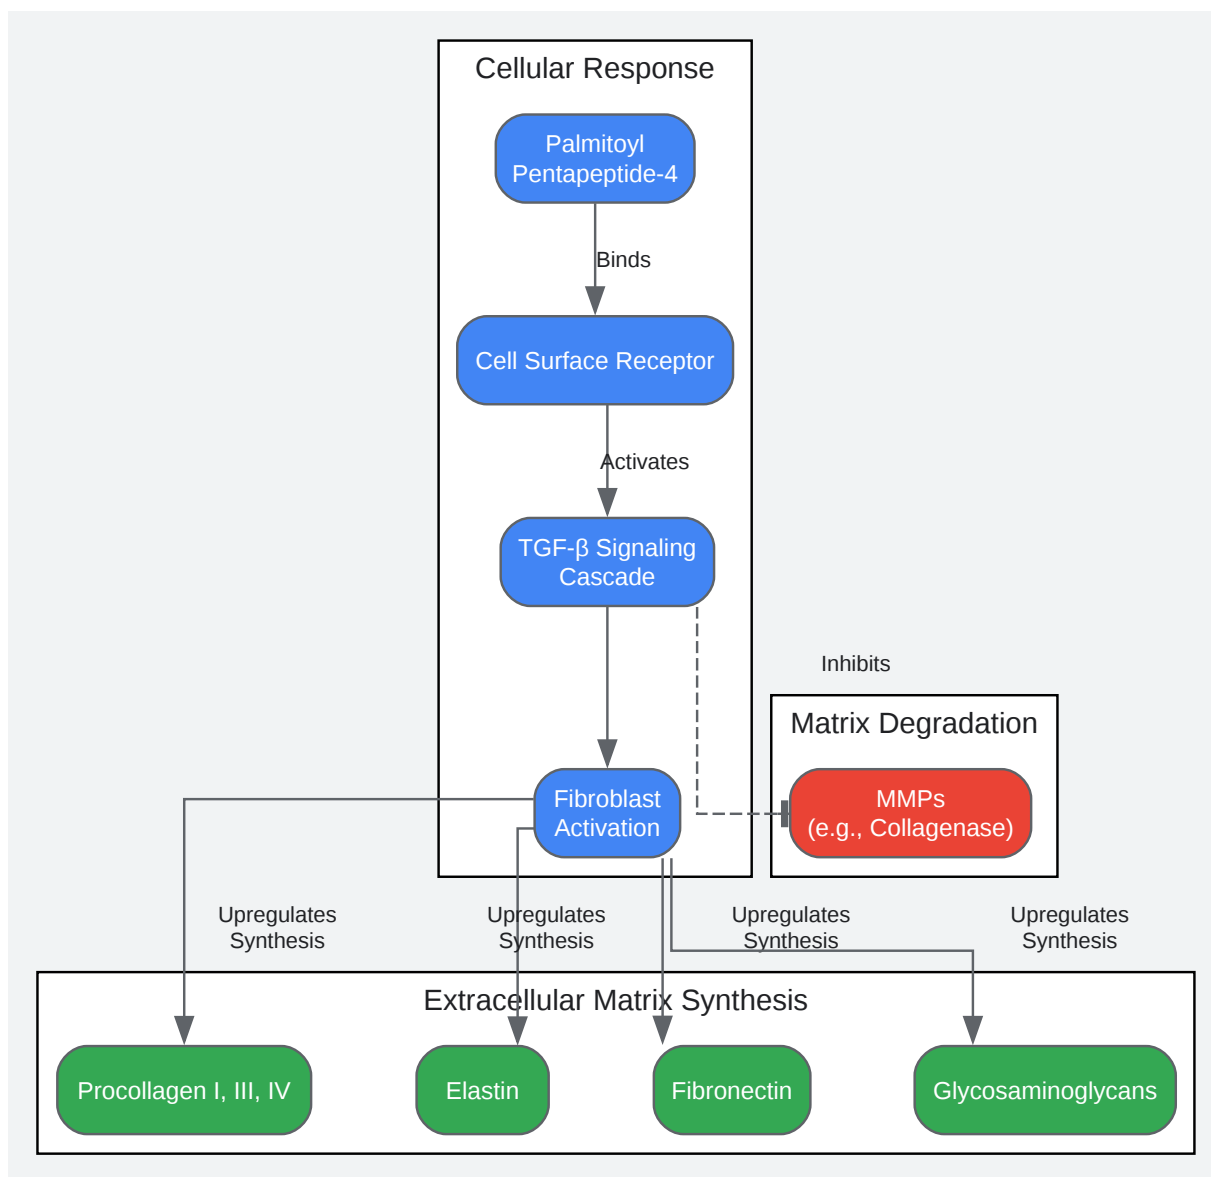 Cellular Response
Palmitoyl
Pentapeptide-4
Binds
Cell Surface Receptor
Activates
TGF-β Signaling
Cascade
Inhibits
Matrix Degradation
MMPs
(e.g., Collagenase)
Fibroblast
Activation
Upregulates
Synthesis
Upregulates
Synthesis
Upregulates
Synthesis
Upregulates
Synthesis
Extracellular Matrix Synthesis
Procollagen I, III, IV
Elastin
Fibronectin
Glycosaminoglycans